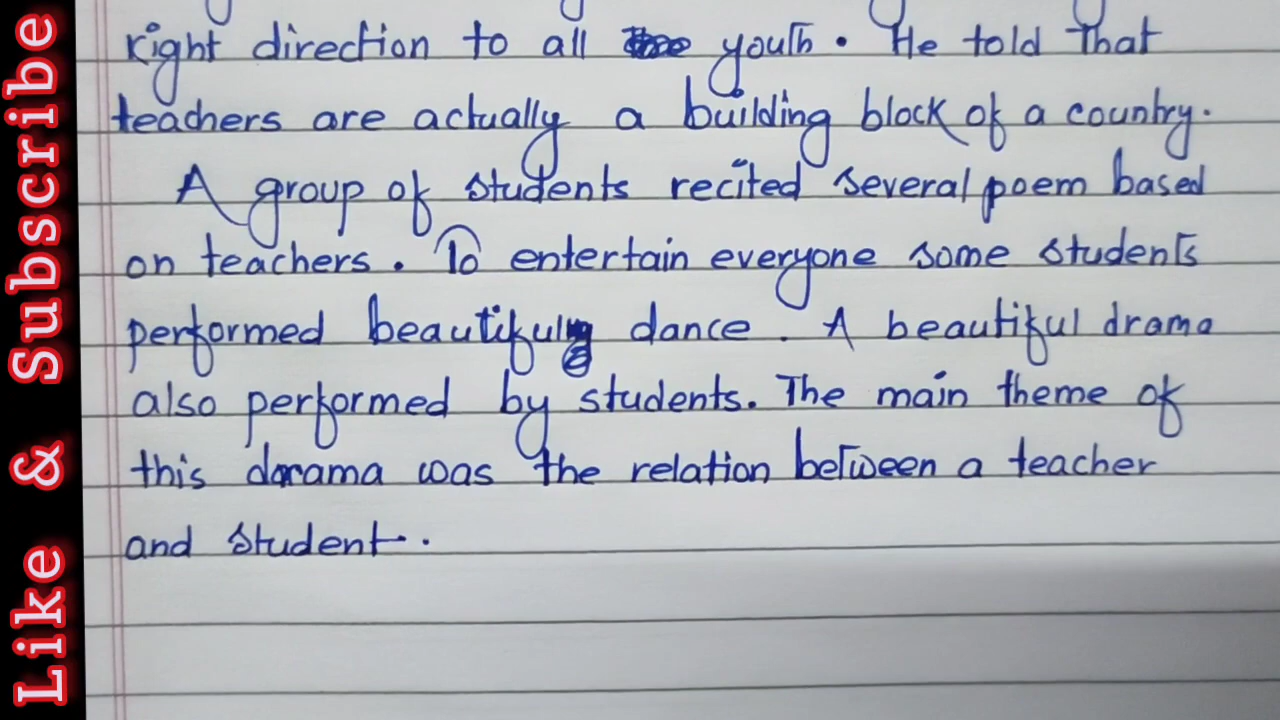 Like & Subscribe
right direction to all youth. He told that
teachers are actually a building block of a country.
A group of students recited several poem based
on teachers. To entertain everyone some students
performed beautiful dance. A beautiful drama
also performed by students. The main theme of
this darama was the relation between a teacher
and student.